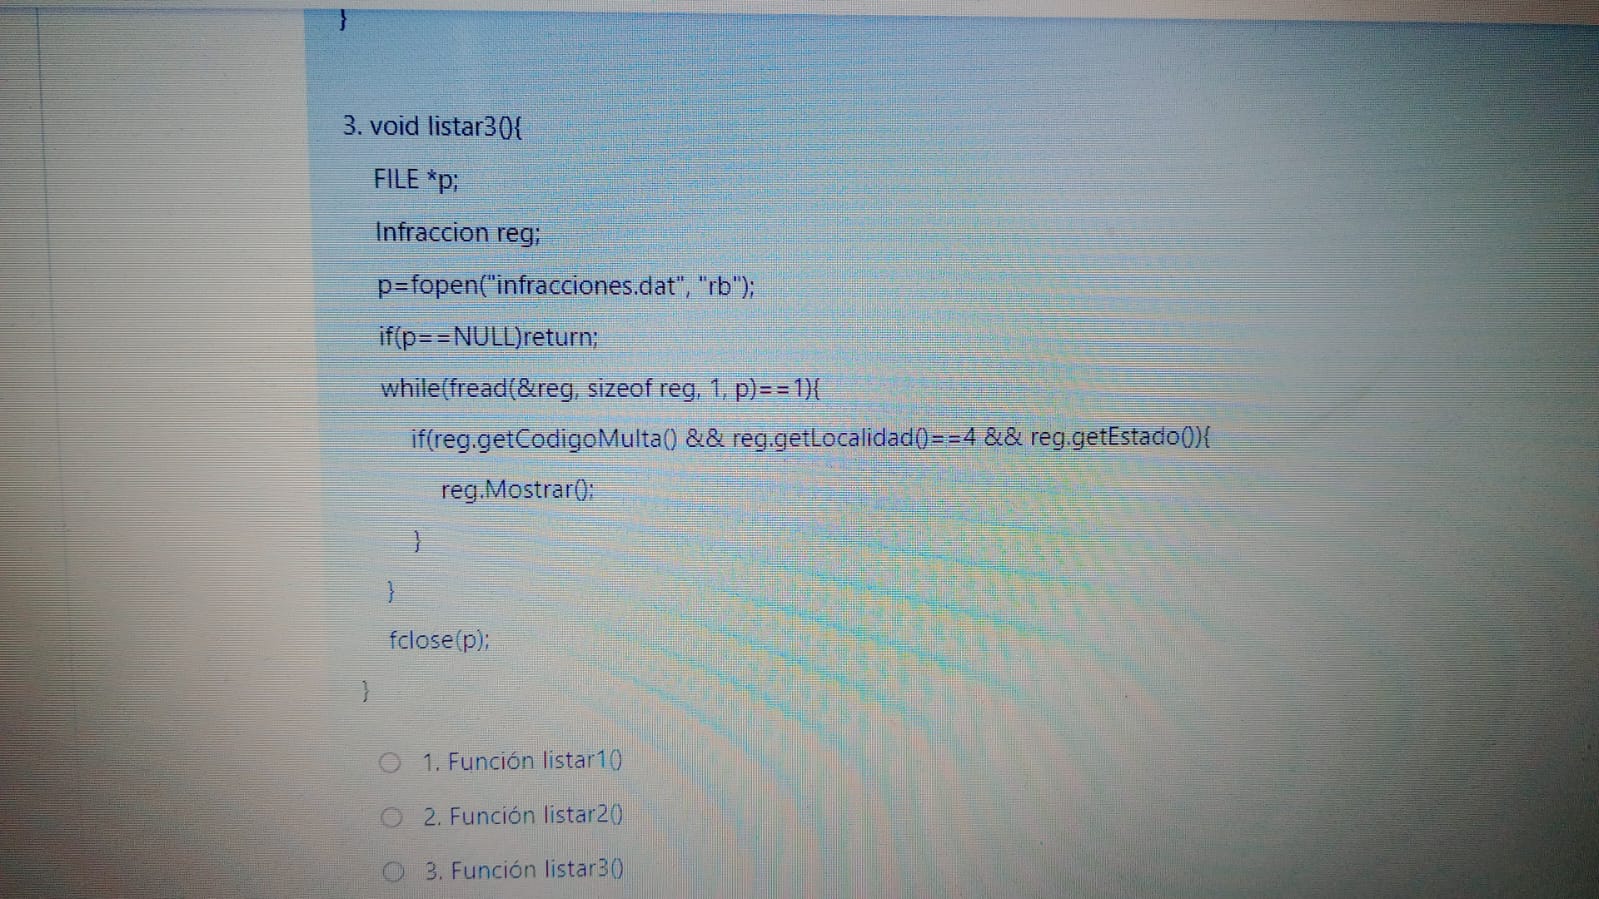 }
3. void listar3(){
FILE *p;
Infraccion reg;
p=fopen("infracciones.dat", "rb");
if(p==NULL)return;
while(fread(&reg, sizeof reg, 1, p)==1){
if(reg.getCodigoMulta() && reg.getLocalidad()==4 && reg.getEstado()){
reg.Mostrar();
}
}
fclose(p);
}
1. Función listar1()
2. Función listar2()
3. Función listar3()